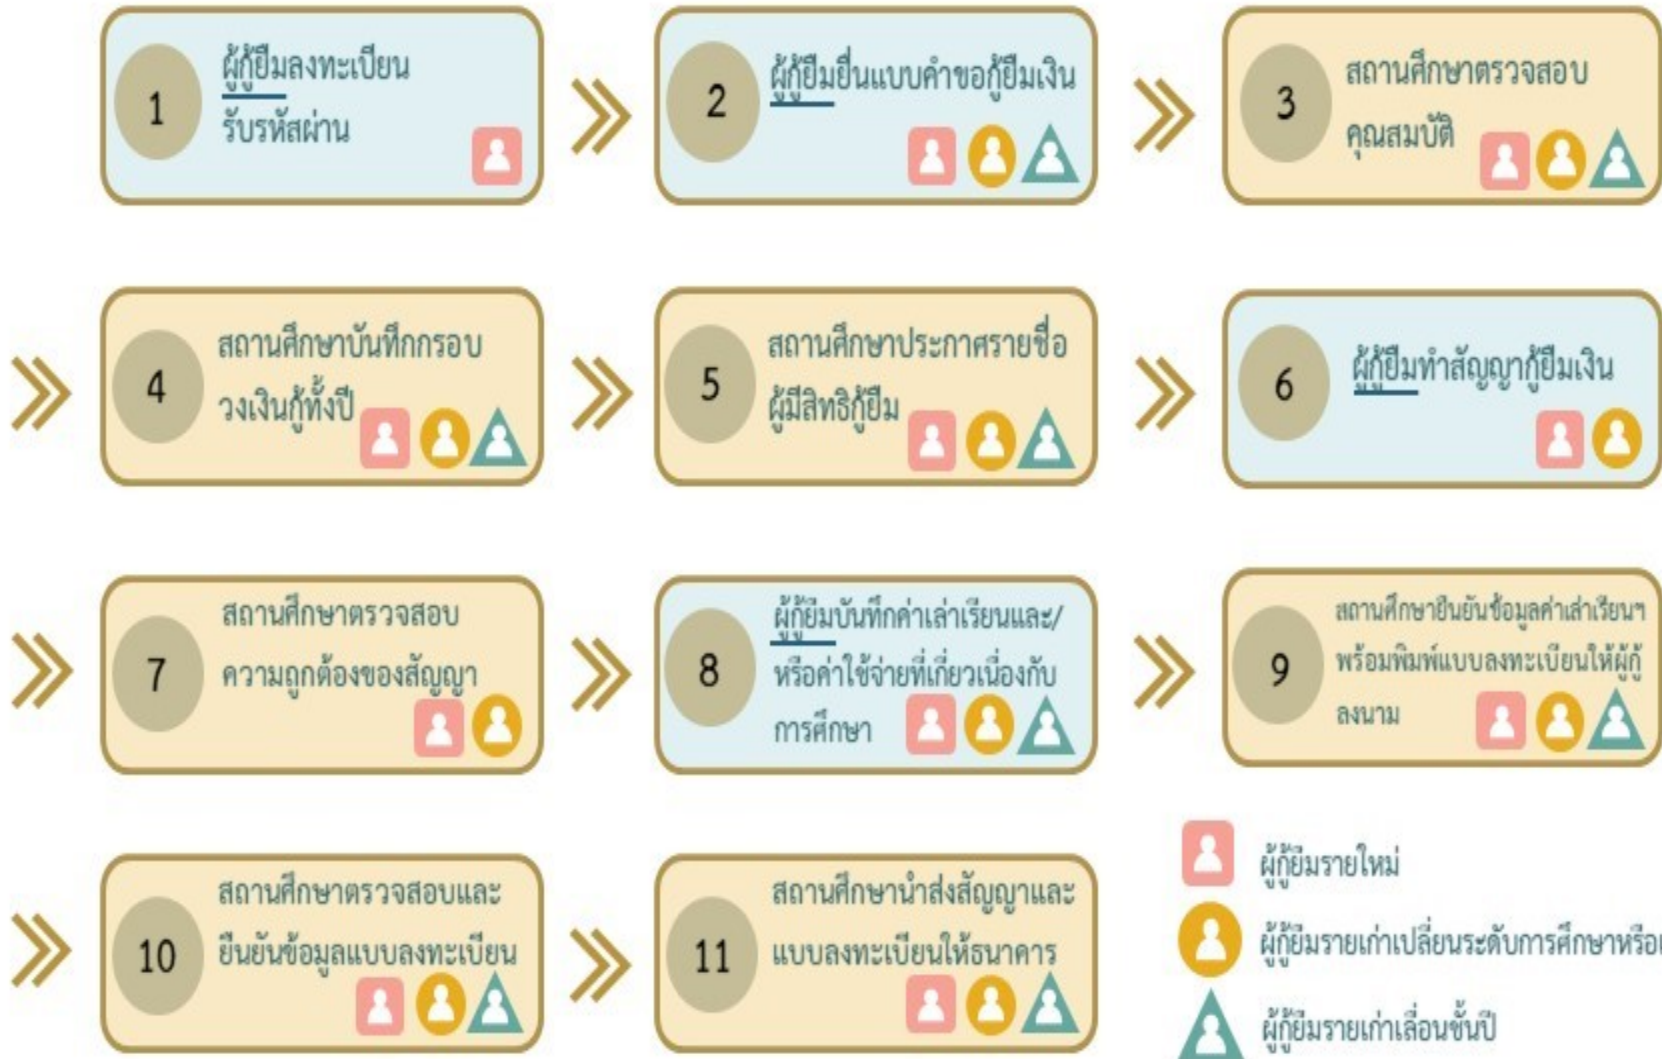 1
ผู้กู้ยืมลงทะเบียน
รับรหัสผ่าน
2
ผู้กู้ยืมยื่นแบบคำขอกู้ยืมเงิน
3
สถานศึกษาตรวจสอบ
คุณสมบัติ
4
สถานศึกษาบันทึกกรอบ
วงเงินกู้ทั้งปี
5
สถานศึกษาประกาศรายชื่อ
ผู้มีสิทธิกู้ยืม
6
ผู้กู้ยืมทำสัญญากู้ยืมเงิน
7
สถานศึกษาตรวจสอบ
ความถูกต้องของสัญญา
8
ผู้กู้ยืมบันทึกค่าเล่าเรียนและ/
หรือค่าใช้จ่ายที่เกี่ยวเนื่องกับ
การศึกษา
9
สถานศึกษายืนยันข้อมูลค่าเล่าเรียนฯ
พร้อมพิมพ์แบบลงทะเบียนให้ผู้กู้
ลงนาม
10
สถานศึกษาตรวจสอบและ
ยืนยันข้อมูลแบบลงทะเบียน
11
สถานศึกษานำส่งสัญญาและ
แบบลงทะเบียนให้ธนาคาร
ผู้กู้ยืมรายใหม่
ผู้กู้ยืมรายเก่าเปลี่ยนระดับการศึกษาหรือ
ผู้กู้ยืมรายเก่าเลื่อนชั้นปี